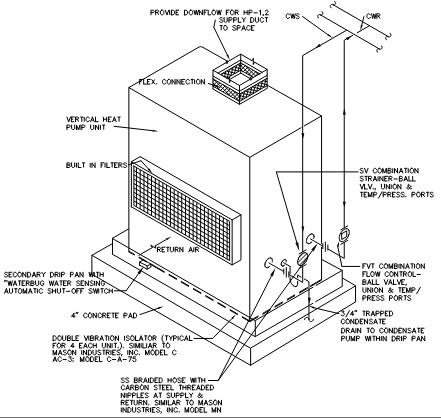 PROVIDE DOWNFLOW FOR HP-1,2
SUPPLY DUCT
TO SPACE
CWS
CWR
FLEX. CONNECTION
VERTICAL HEAT
PUMP UNIT
BUILT IN FILTERS
SV COMBINATION
STRAINER-BALL
VLV., UNION &
TEMP/PRESS. PORTS
RETURN AIR
SECONDARY DRIP PAN WITH
"WATERBUG WATER SENSING
AUTOMATIC SHUT-OFF SWITCH
FVT COMBINATION
FLOW CONTROL-
BALL VALVE,
UNION & TEMP/
PRESS PORTS
4" CONCRETE PAD
3/4" TRAPPED
CONDENSATE
DRAIN TO CONDENSATE
PUMP WITHIN DRIP PAN
DOUBLE VIBRATION ISOLATOR (TYPICAL
FOR 4 EACH UNIT.). SIMILIAR TO
MASON INDUSTRIES, INC. MODEL C
AC-3: MODEL C-A-75
SS BRAIDED HOSE WITH
CARBON STEEL THREADED
NIPPLES AT SUPPLY &
RETURN. SIMILAR TO MASON
INDUSTRIES, INC. MODEL MN